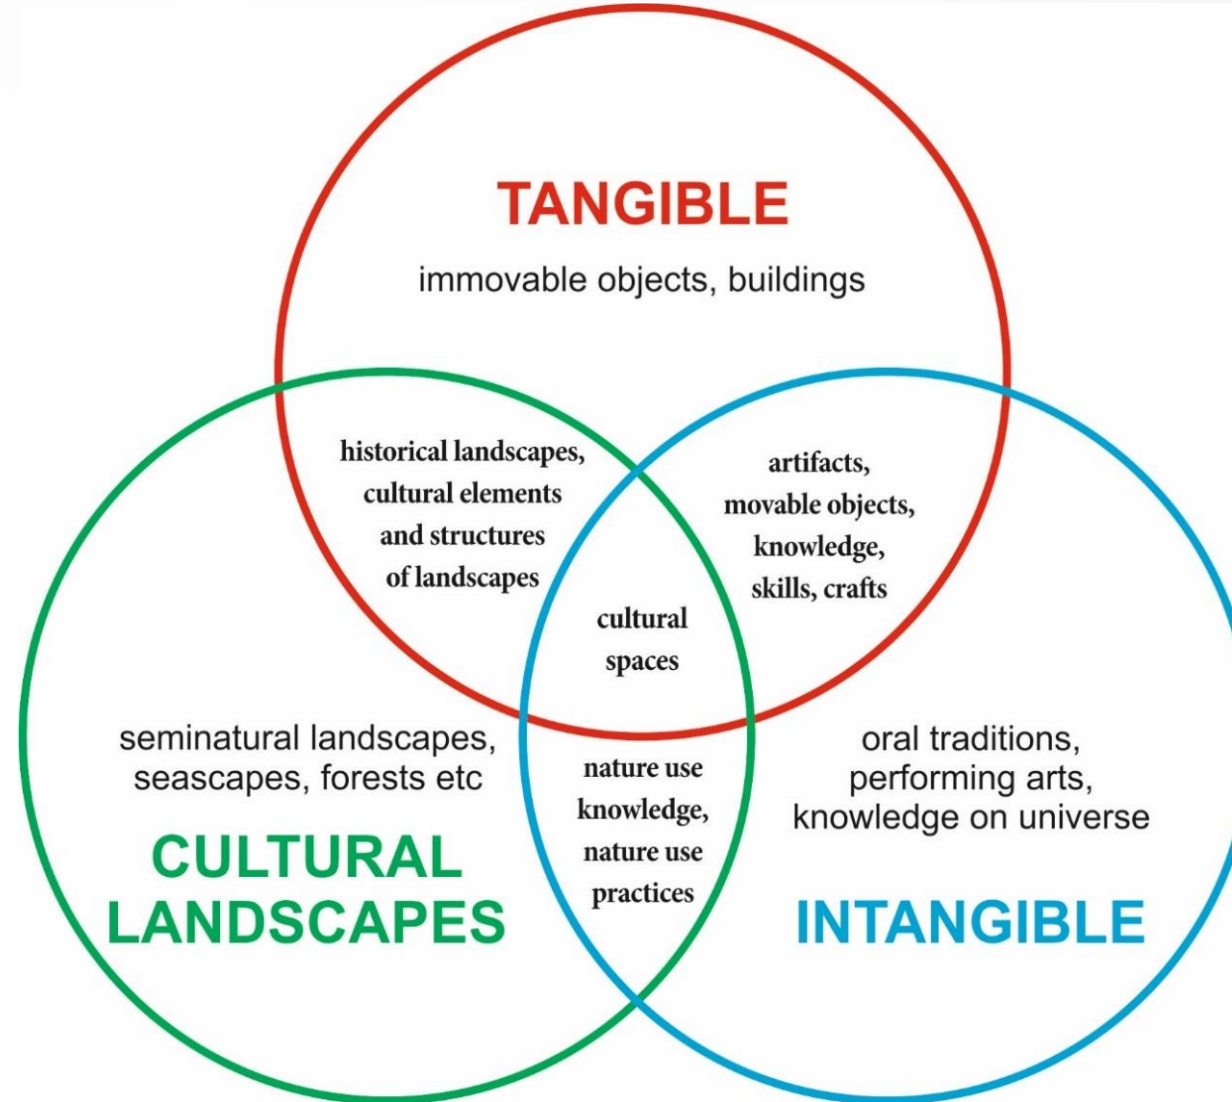 TANGIBLE
immovable objects, buildings
historical landscapes,
cultural elements
and structures
of landscapes
artifacts,
movable objects,
knowledge,
skills, crafts
cultural
spaces
seminatural landscapes,
seascapes, forests etc
CULTURAL
LANDSCAPES
nature use
knowledge,
nature use
practices
oral traditions,
performing arts,
knowledge on universe
INTANGIBLE